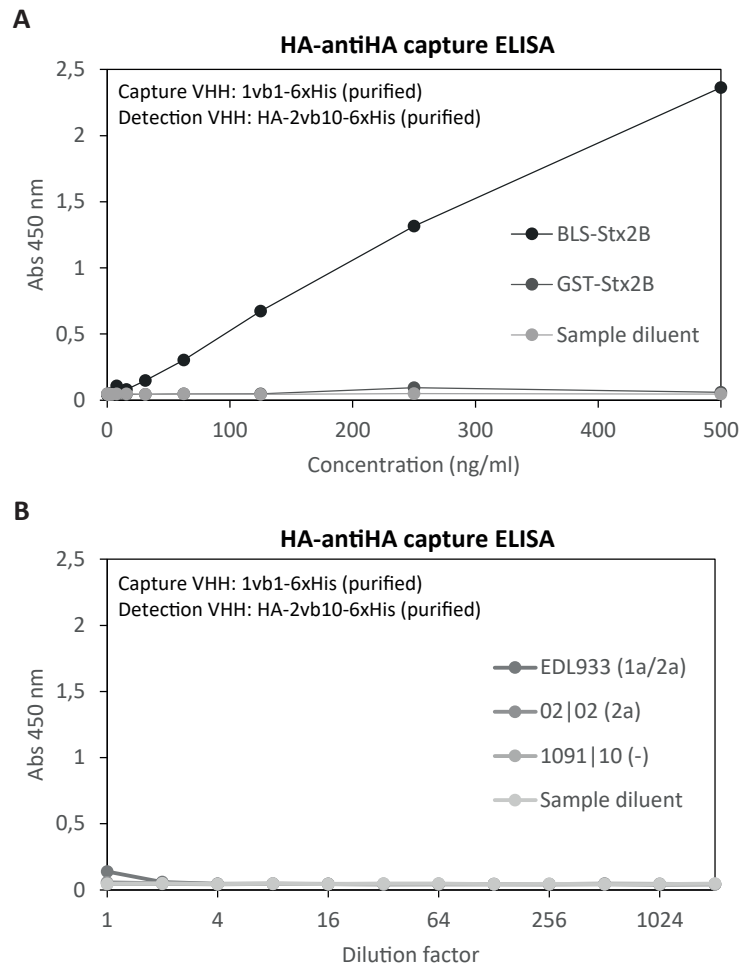 A
HA-antiHA capture ELISA
2,5
2
1,5
1
0,5
0
Abs 450 nm
Capture VHH: 1vb1-6xHis (purified)
Detection VHH: HA-2vb10-6xHis (purified)
BLS-Stx2B
GST-Stx2B
Sample diluent
0 100 200 300 400 500
Concentration (ng/ml)
B
HA-antiHA capture ELISA
2,5
2
1,5
1
0,5
0
Abs 450 nm
Capture VHH: 1vb1-6xHis (purified)
Detection VHH: HA-2vb10-6xHis (purified)
EDL933 (1a/2a)
02|02 (2a)
1091|10 (-)
Sample diluent
1 4 16 64 256 1024
Dilution factor